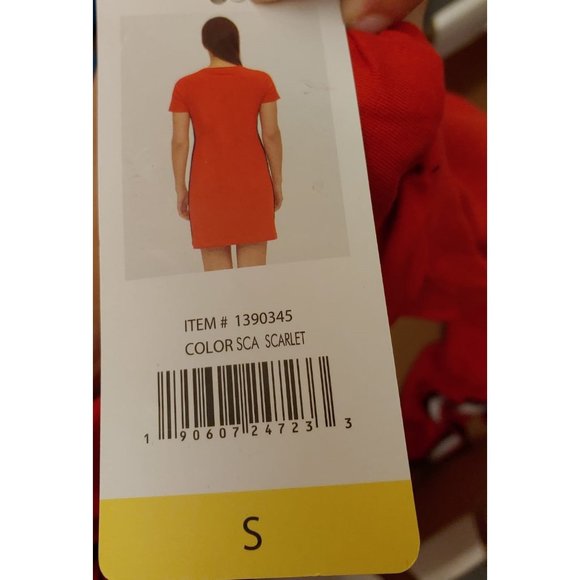 ITEM # 1390345
COLOR SCA SCARLET
1 90607 24723 3
S